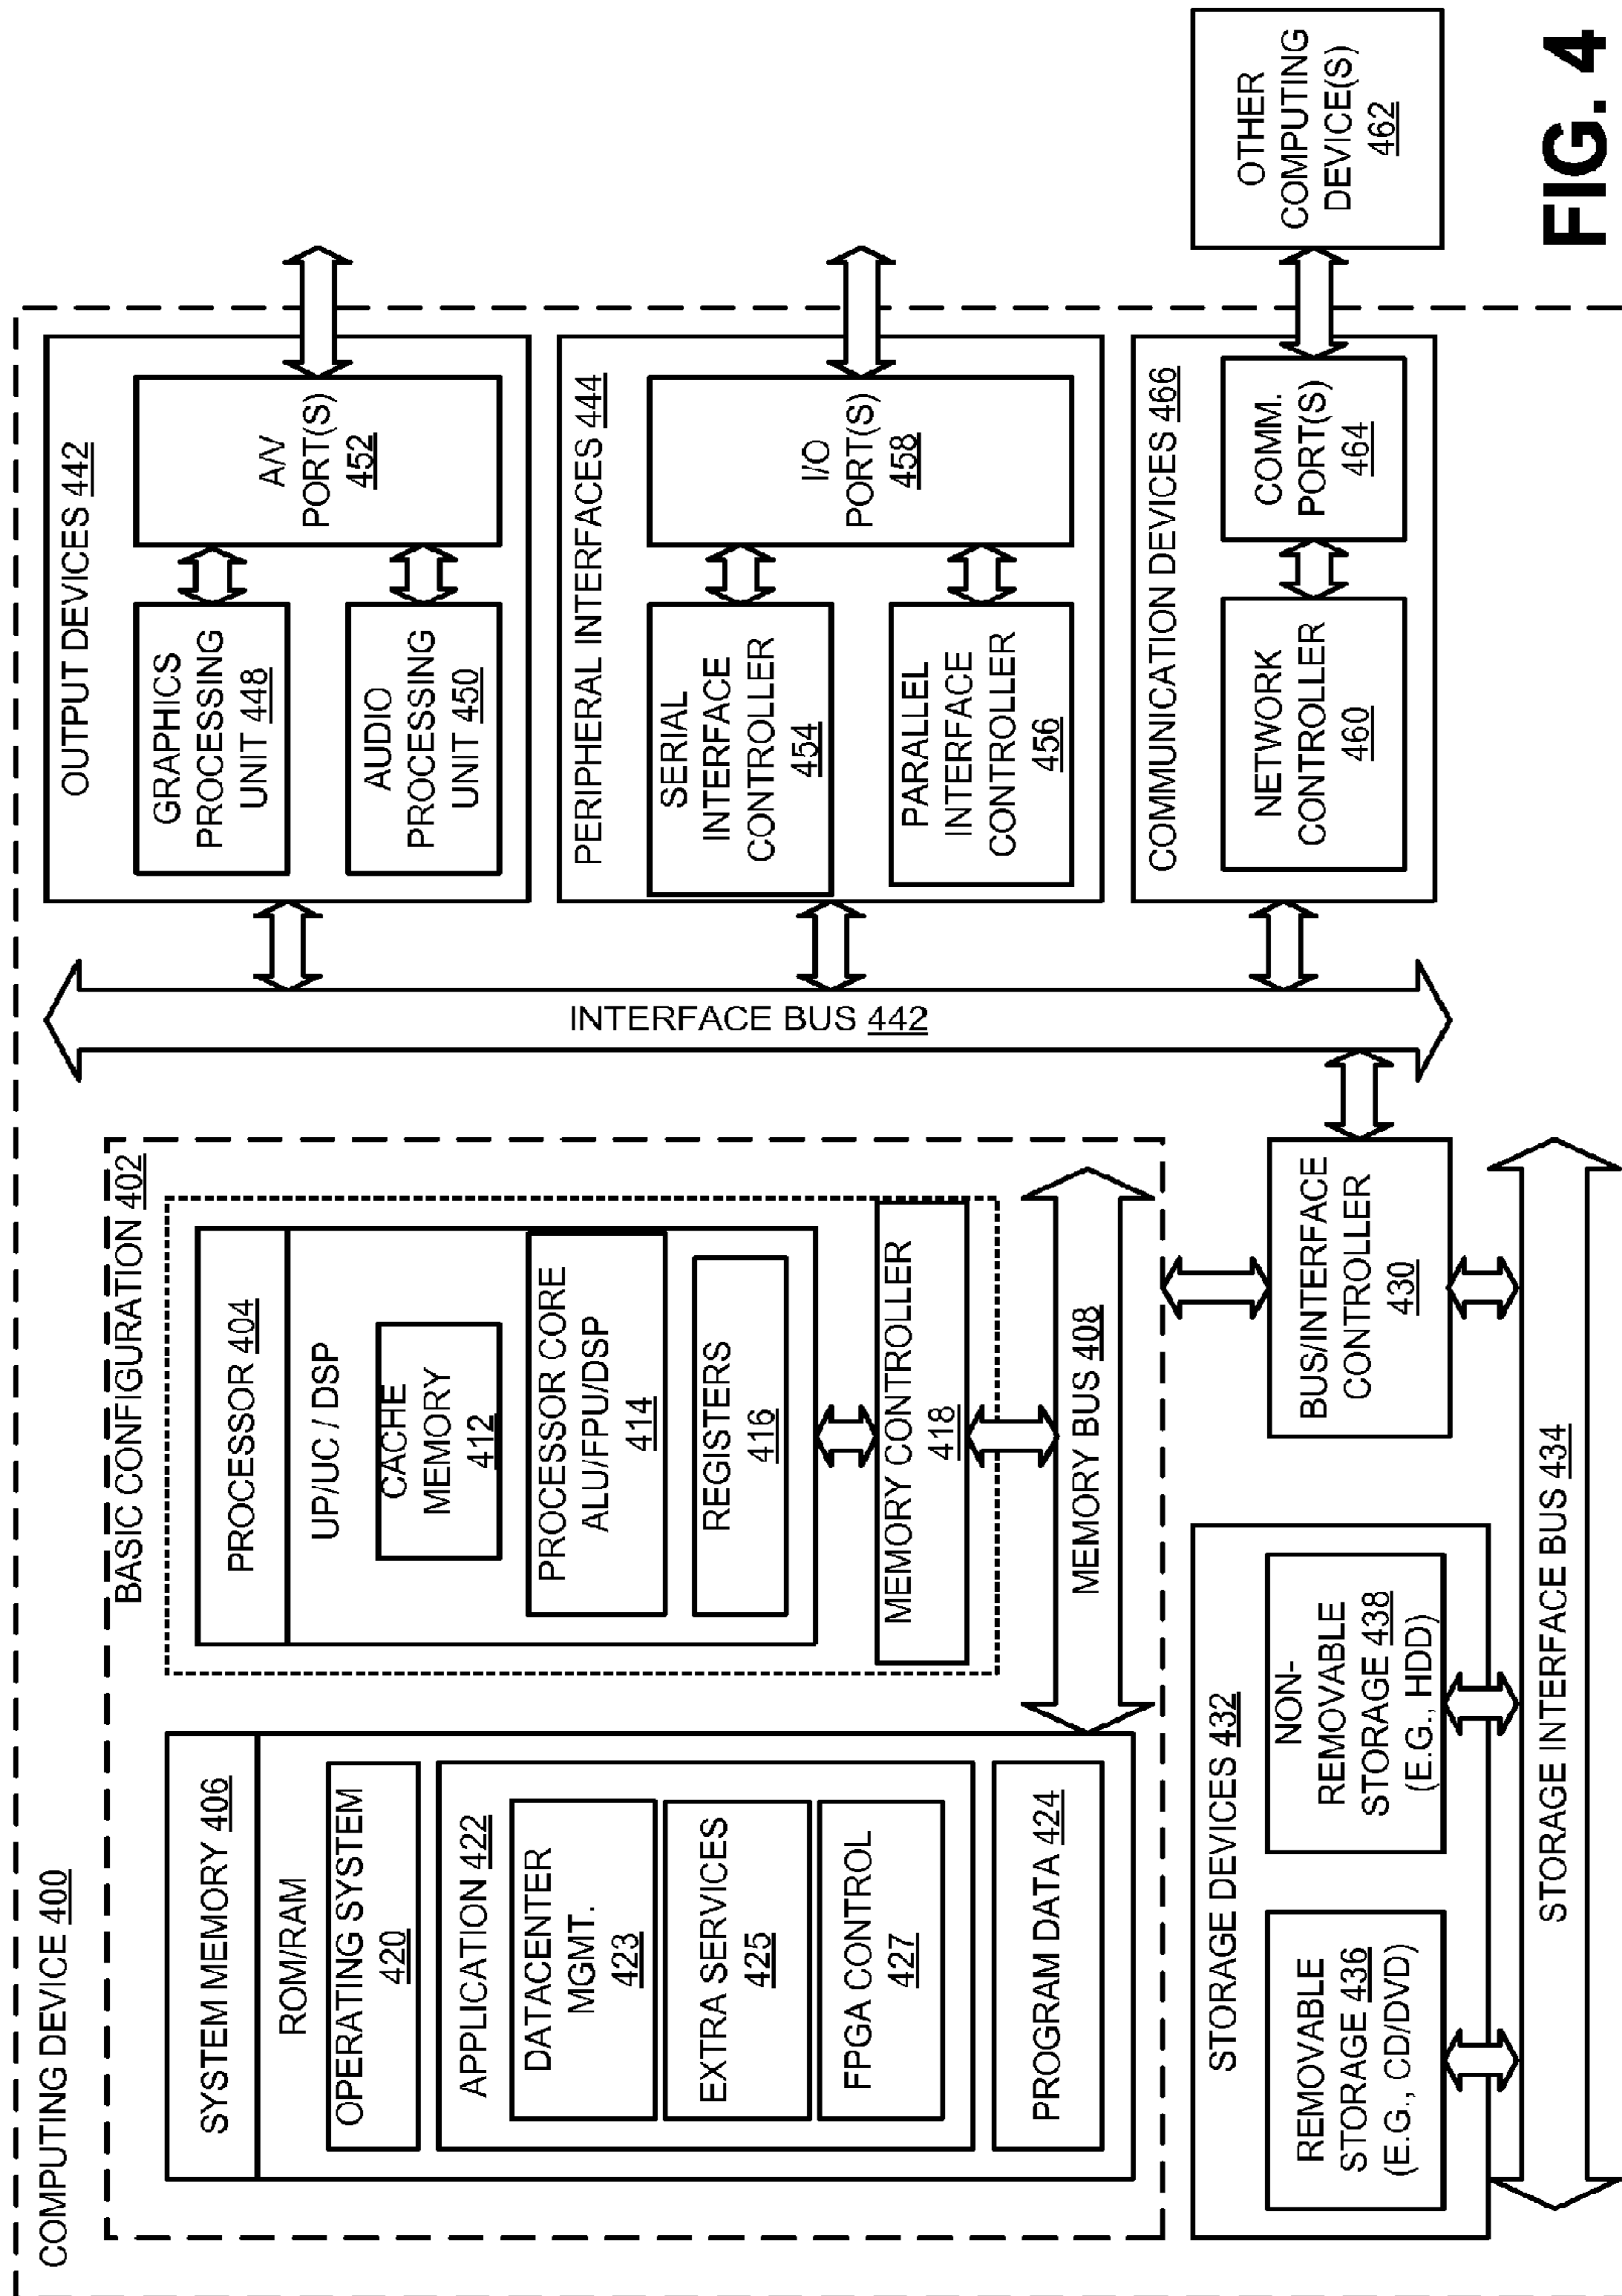 COMPUTING DEVICE 400
BASIC CONFIGURATION 402
SYSTEM MEMORY 406
ROM/RAM
OPERATING SYSTEM
420
APPLICATION 422
DATACENTER
MGMT.
423
EXTRA SERVICES
425
FPGA CONTROL
427
PROGRAM DATA 424
PROCESSOR 404
UP/UC / DSP
CACHE
MEMORY
412
PROCESSOR CORE
ALU/FPU/DSP
414
REGISTERS
416
MEMORY CONTROLLER
418
MEMORY BUS 408
STORAGE DEVICES 432
REMOVABLE
STORAGE 436
(E.G., CD/DVD)
NON-
REMOVABLE
STORAGE 438
(E.G., HDD)
STORAGE INTERFACE BUS 434
BUS/INTERFACE
CONTROLLER
430
INTERFACE BUS 442
OUTPUT DEVICES 442
GRAPHICS
PROCESSING
UNIT 448
AUDIO
PROCESSING
UNIT 450
A/V
PORT(S)
452
PERIPHERAL INTERFACES 444
SERIAL
INTERFACE
CONTROLLER
454
PARALLEL
INTERFACE
CONTROLLER
456
I/O
PORT(S)
458
COMMUNICATION DEVICES 466
NETWORK
CONTROLLER
460
COMM.
PORT(S)
464
OTHER
COMPUTING
DEVICE(S)
462
FIG. 4